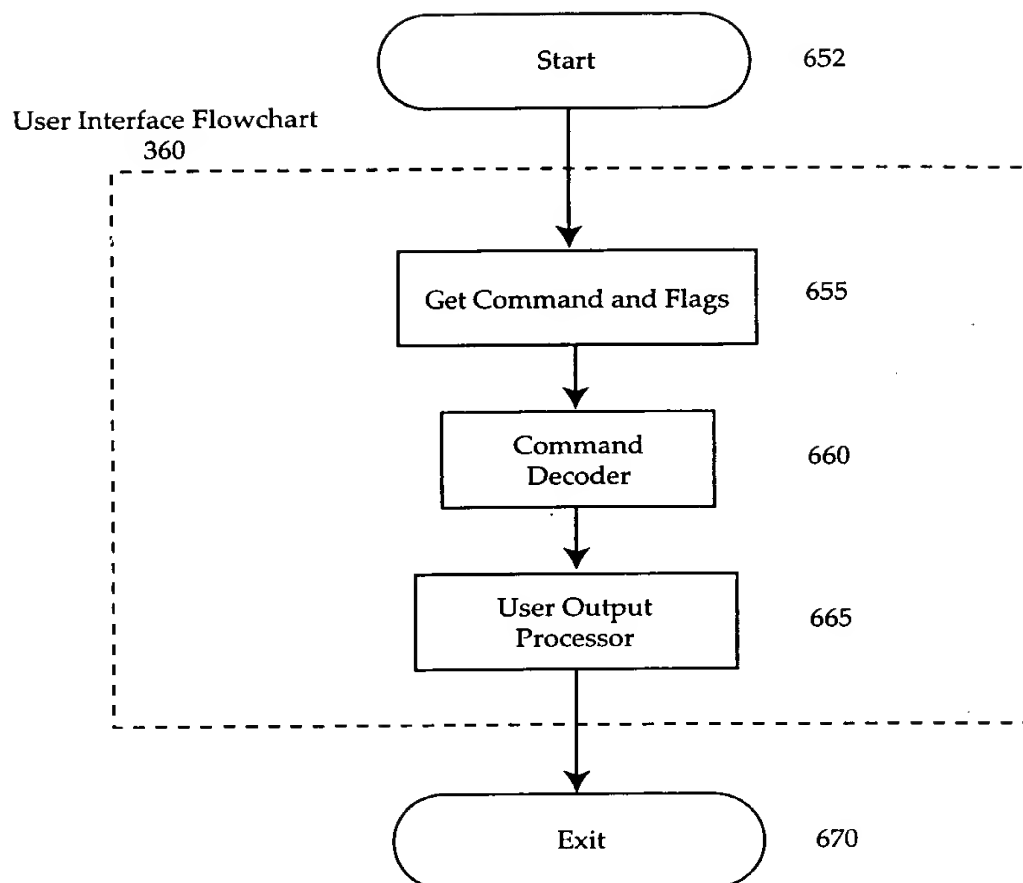 Start
652
User Interface Flowchart
360
Get Command and Flags
655
Command
Decoder
660
User Output
Processor
665
Exit
670